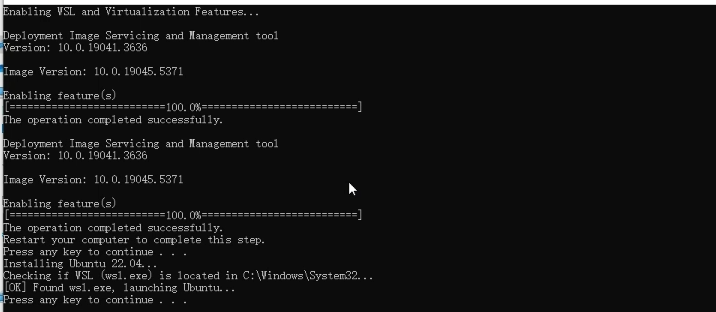 Enabling WSL and Virtualization Features...
Deployment Image Servicing and Management tool
Version: 10.0.19041.3636
Image Version: 10.0.19045.5371
Enabling feature(s)
[==========================100.0%==========================]
The operation completed successfully.
Deployment Image Servicing and Management tool
Version: 10.0.19041.3636
Image Version: 10.0.19045.5371
Enabling feature(s)
[==========================100.0%==========================]
The operation completed successfully.
Restart your computer to complete this step.
Press any key to continue . . .
Installing Ubuntu 22.04...
Checking if WSL (wsl.exe) is located in C:\Windows\System32...
[OK] Found wsl.exe, launching Ubuntu...
Press any key to continue . . .